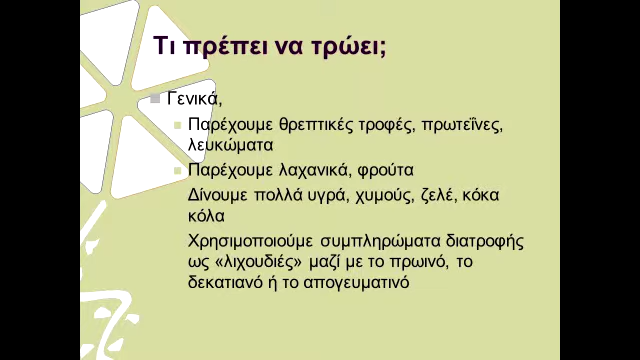 Τι πρέπει να τρώει;
Γενικά,
Παρέχουμε θρεπτικές τροφές, πρωτεΐνες,
λευκώματα
Παρέχουμε λαχανικά, φρούτα
Δίνουμε πολλά υγρά, χυμούς, ζελέ, κόκα
κόλα
Χρησιμοποιούμε συμπληρώματα διατροφής
ως «λιχουδιές» μαζί με το πρωινό, το
δεκατιανό ή το απογευματινό